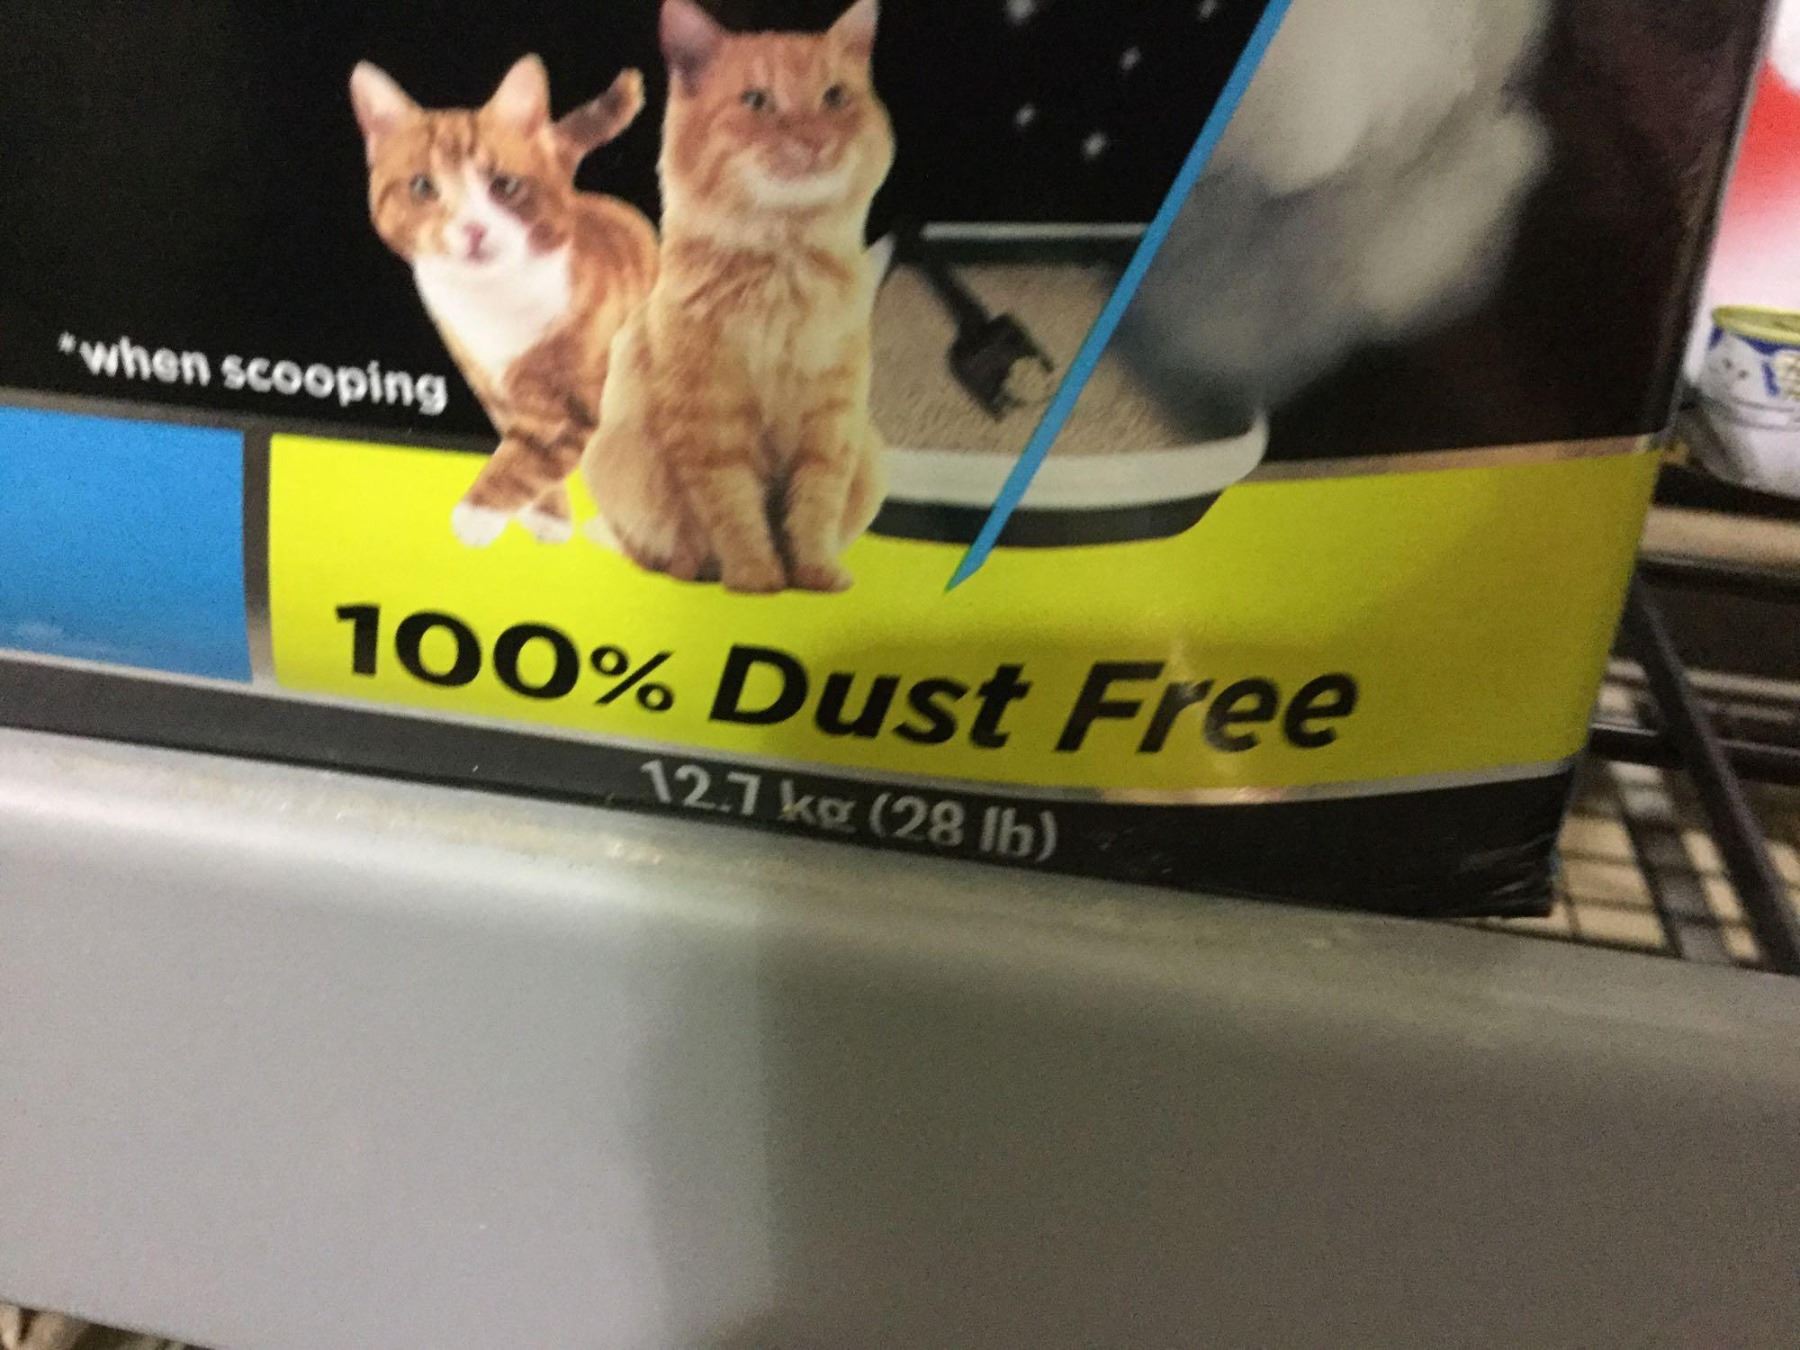 *when scooping
100% Dust Free
12.7 kg (28 lb)